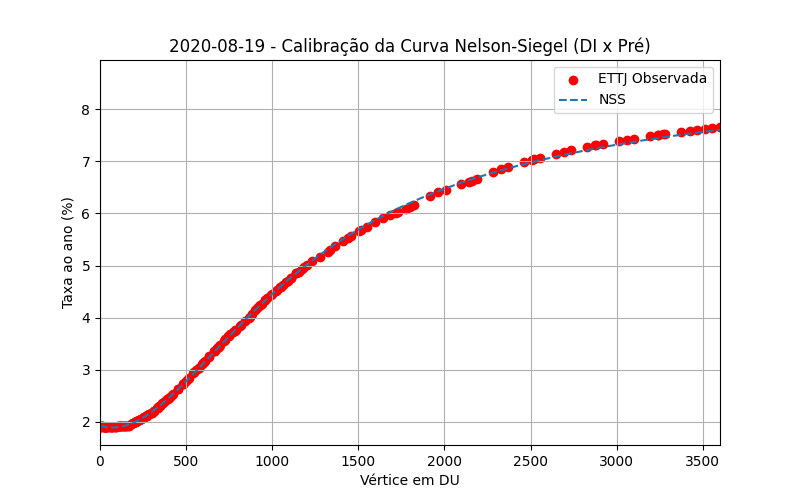 2020-08-19 - Calibração da Curva Nelson-Siegel (DI x Pré)
ETTJ Observada
NSS
8
7
6
5
4
3
2
Taxa ao ano (%)
0 500 1000 1500 2000 2500 3000 3500
Vértice em DU